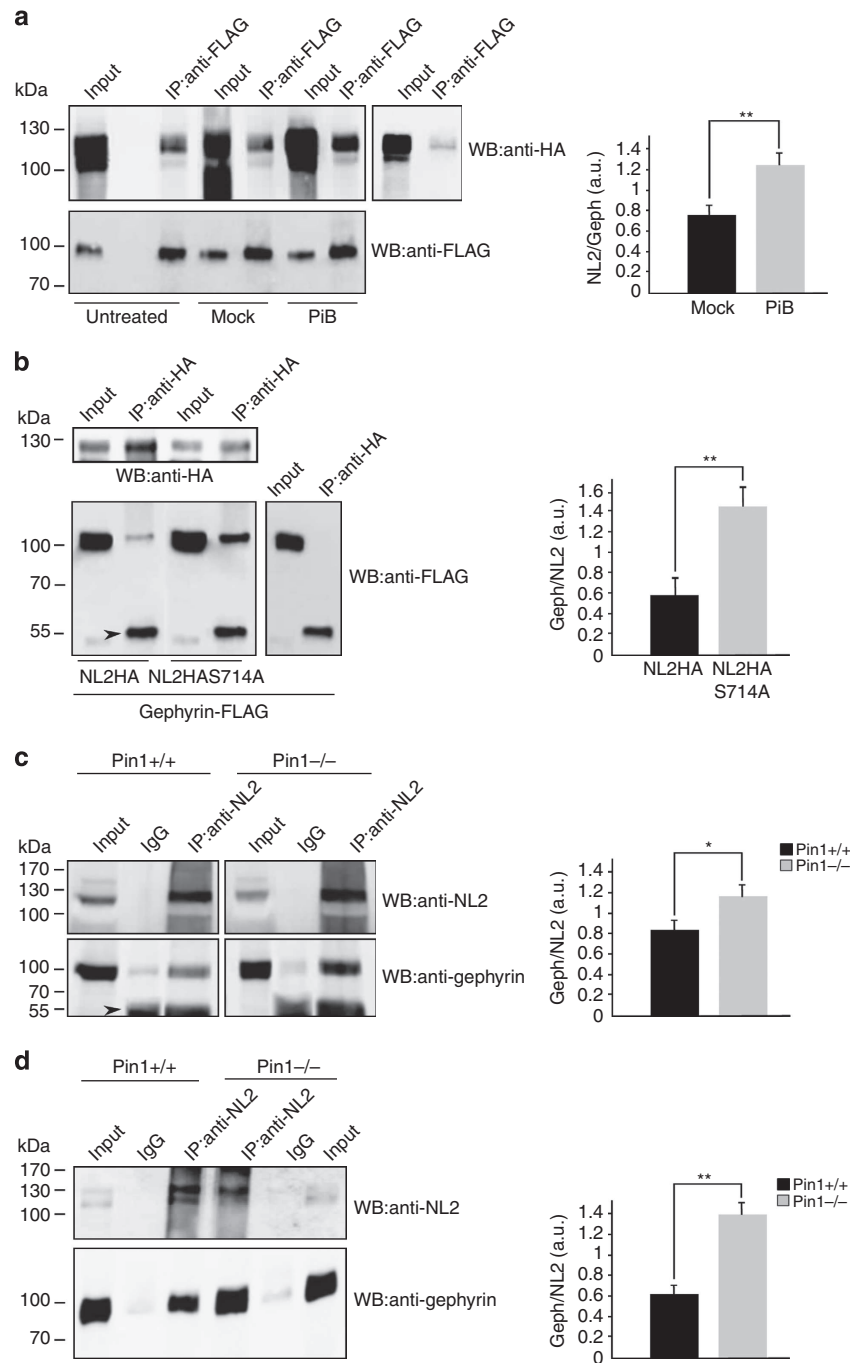 a
kDa
Input
IP:anti-FLAG
Input
IP:anti-FLAG
Input
IP:anti-FLAG
Input
IP:anti-FLAG
130
100
WB:anti-HA
100
70
WB:anti-FLAG
Untreated
Mock
PiB
NL2/Geph (a.u.)
1.4
1.2
1
0.8
0.6
0.4
0.2
0
**
Mock
PiB
b
kDa
Input
IP:anti-HA
Input
IP:anti-HA
130
WB:anti-HA
Input
IP:anti-HA
100
70
55
WB:anti-FLAG
NL2HA
NL2HAS714A
Gephyrin-FLAG
Geph/NL2 (a.u.)
1.6
1.4
1.2
1
0.8
0.6
0.4
0.2
0
**
NL2HA
NL2HA
S714A
c
Pin1+/+
Pin1–/–
kDa
Input
IgG
IP:anti-NL2
Input
IgG
IP:anti-NL2
170
130
100
WB:anti-NL2
100
70
55
WB:anti-gephyrin
Geph/NL2 (a.u.)
1.4
1.2
1
0.8
0.6
0.4
0.2
0
*
Pin1+/+
Pin1–/–
d
Pin1+/+
Pin1–/–
kDa
Input
IgG
IP:anti-NL2
IP:anti-NL2
IgG
Input
170
130
100
WB:anti-NL2
100
70
WB:anti-gephyrin
Geph/NL2 (a.u.)
1.4
1.2
1
0.8
0.6
0.4
0.2
0
**
Pin1+/+
Pin1–/–